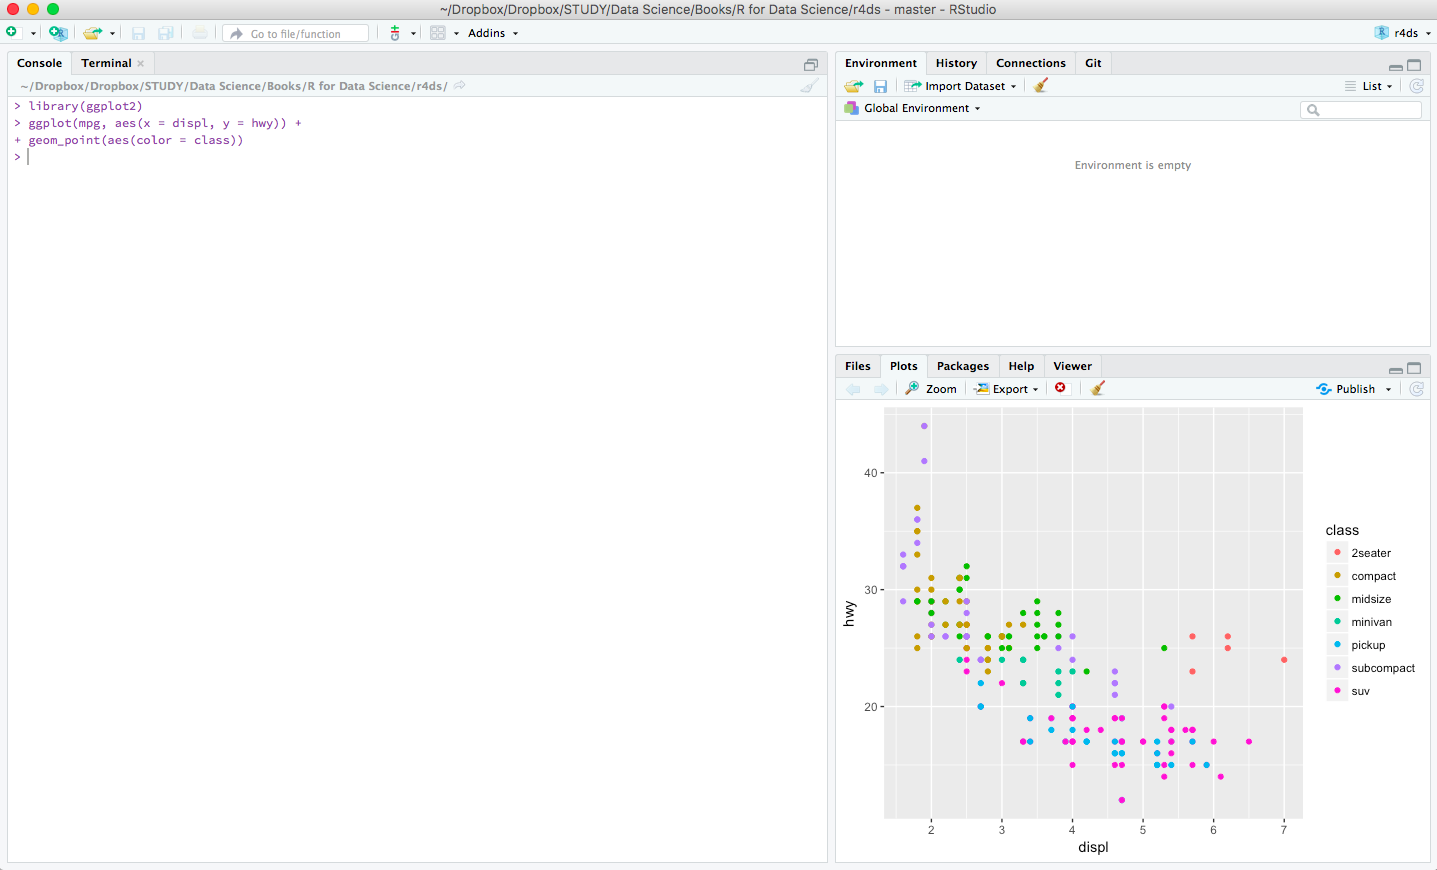 ~/Dropbox/Dropbox/STUDY/Data Science/Books/R for Data Science/r4ds - master - RStudio
Go to file/function
Addins
r4ds
Console Terminal
~/Dropbox/Dropbox/STUDY/Data Science/Books/R for Data Science/r4ds/
> library(ggplot2)
> ggplot(mpg, aes(x = displ, y = hwy)) +
+ geom_point(aes(color = class))
>
Environment History Connections Git
Import Dataset List
Global Environment
Environment is empty
Files Plots Packages Help Viewer
Zoom Export Publish
40
30
20
hwy
2 3 4 5 6 7
displ
class
2seater
compact
midsize
minivan
pickup
subcompact
suv